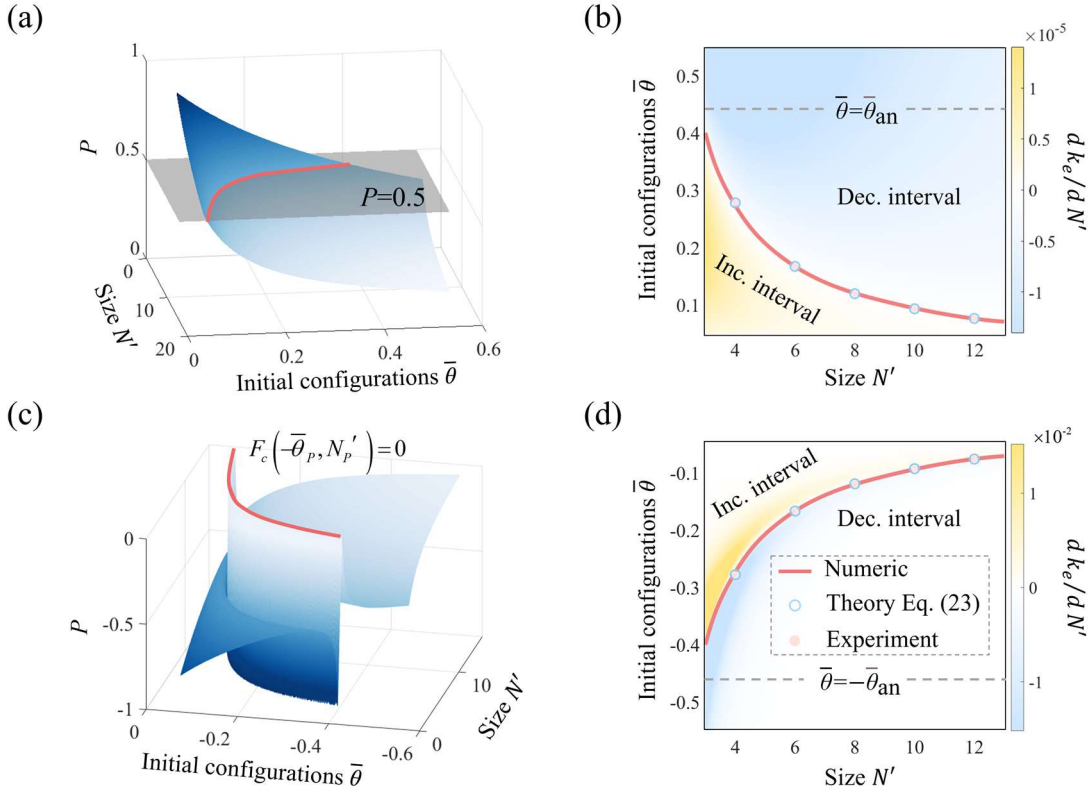 (a)
1
0.5
0
P
P=0.5
0
10
20
Size N′
0
0.2
0.4
0.6
Initial configurations θ̅
(b)
×10⁻⁵
0.5
0.4
0.3
0.2
0.1
Initial configurations θ̅
θ̅=θ̅an
Dec. interval
Inc. interval
4
6
8
10
12
Size N′
1
0.5
0
-0.5
-1
d kₑ/d N′
(c)
F_c(−θ̅_P, N_P′)=0
0
-0.5
-1
P
0
-0.2
-0.4
-0.6
Initial configurations θ̅
0
10
Size N′
(d)
×10⁻²
-0.1
-0.2
-0.3
-0.4
-0.5
Initial configurations θ̅
Inc. interval
Dec. interval
Numeric
Theory Eq. (23)
Experiment
θ̅=−θ̅an
4
6
8
10
12
Size N′
1
0
-1
d kₑ/d N′